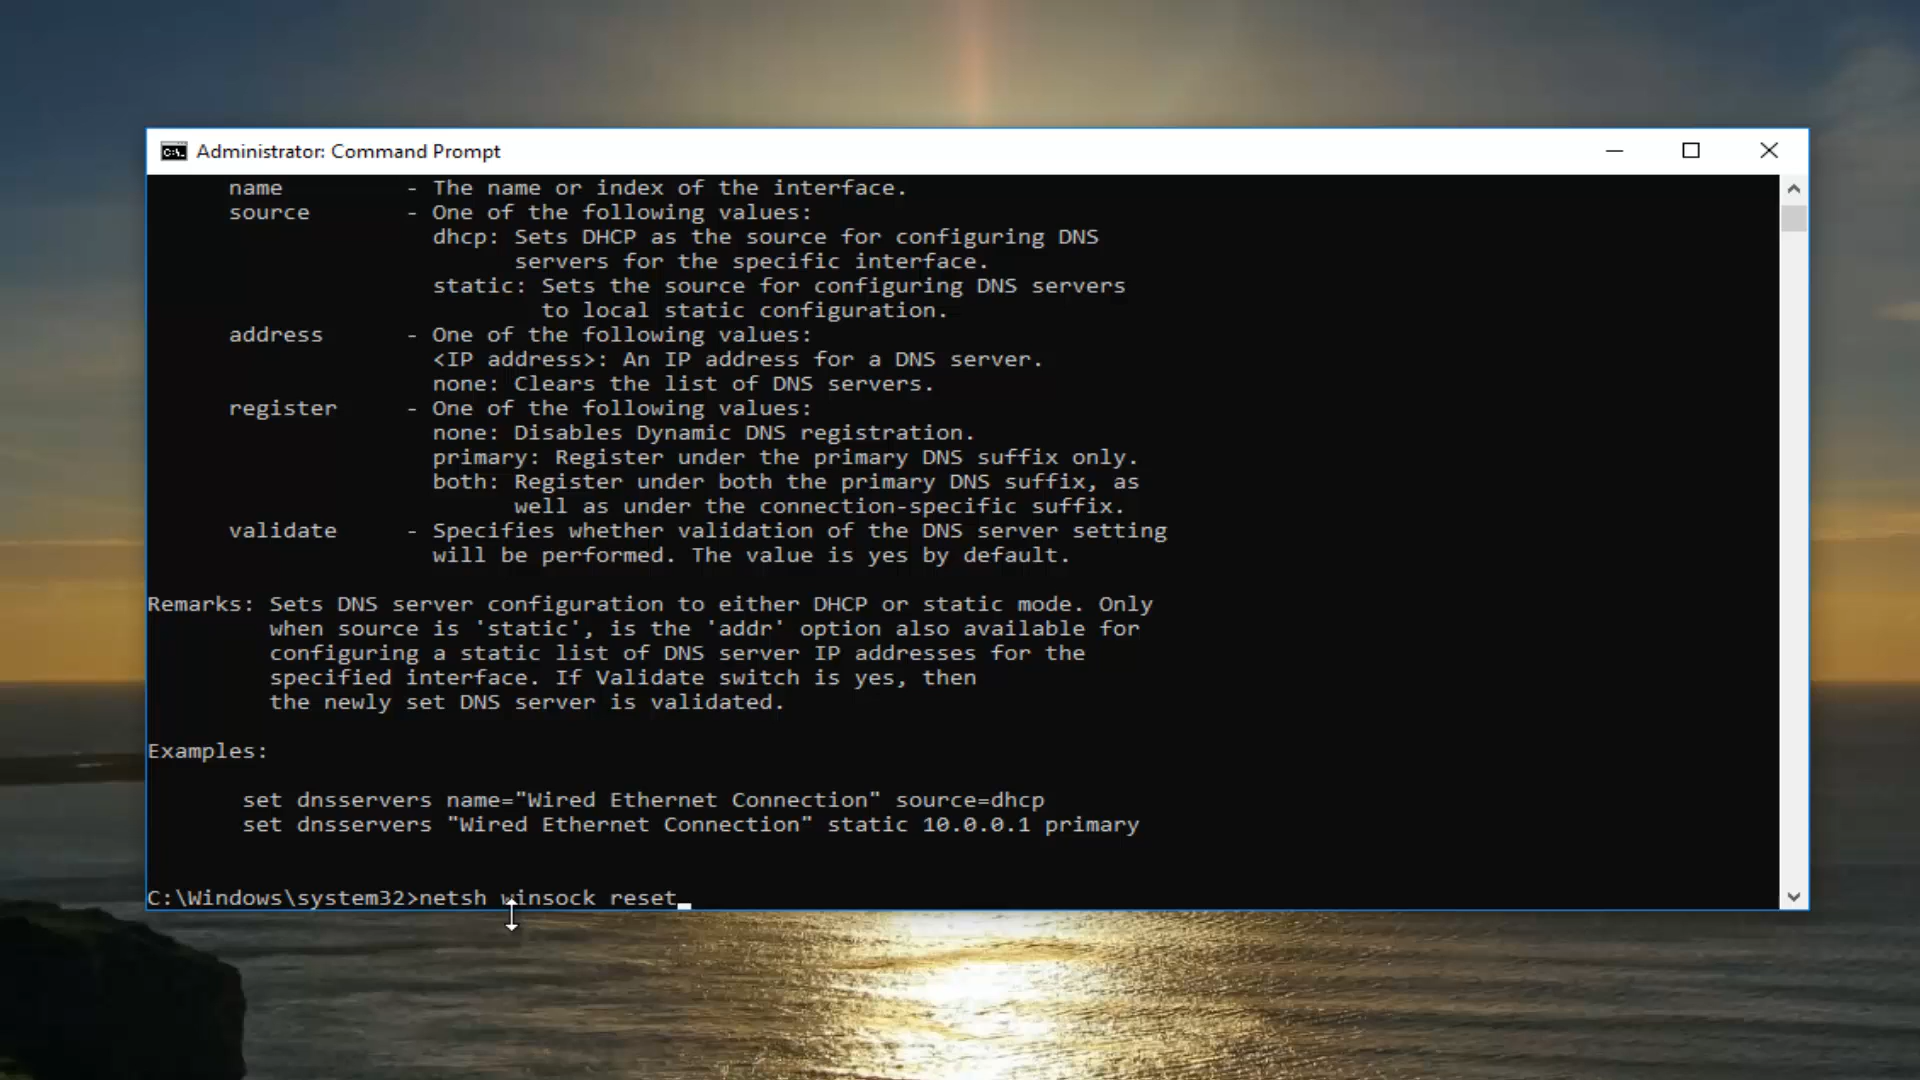 Administrator: Command Prompt
name - The name or index of the interface.
source - One of the following values:
dhcp: Sets DHCP as the source for configuring DNS
servers for the specific interface.
static: Sets the source for configuring DNS servers
to local static configuration.
address - One of the following values:
<IP address>: An IP address for a DNS server.
none: Clears the list of DNS servers.
register - One of the following values:
none: Disables Dynamic DNS registration.
primary: Register under the primary DNS suffix only.
both: Register under both the primary DNS suffix, as
well as under the connection-specific suffix.
validate - Specifies whether validation of the DNS server setting
will be performed. The value is yes by default.
Remarks: Sets DNS server configuration to either DHCP or static mode. Only
when source is 'static', is the 'addr' option also available for
configuring a static list of DNS server IP addresses for the
specified interface. If Validate switch is yes, then
the newly set DNS server is validated.
Examples:
set dnsservers name="Wired Ethernet Connection" source=dhcp
set dnsservers "Wired Ethernet Connection" static 10.0.0.1 primary
C:\Windows\system32>netsh winsock reset